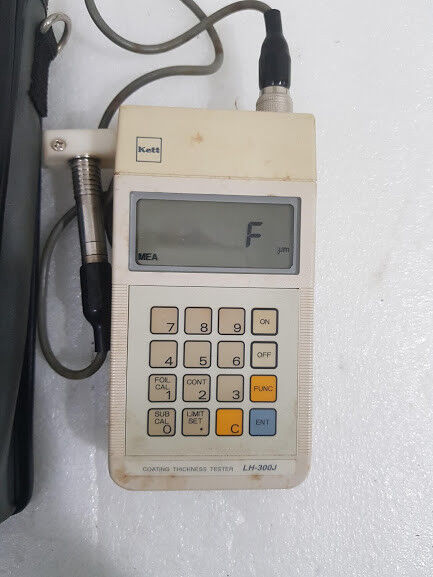 Kett
F
μm
MEA
7 8 9 ON
4 5 6 OFF
FOIL CAL 1 CONT 2 3 FUNC
SUB CAL 0 LIMIT SET · C ENT
COATING THICKNESS TESTER LH-300J